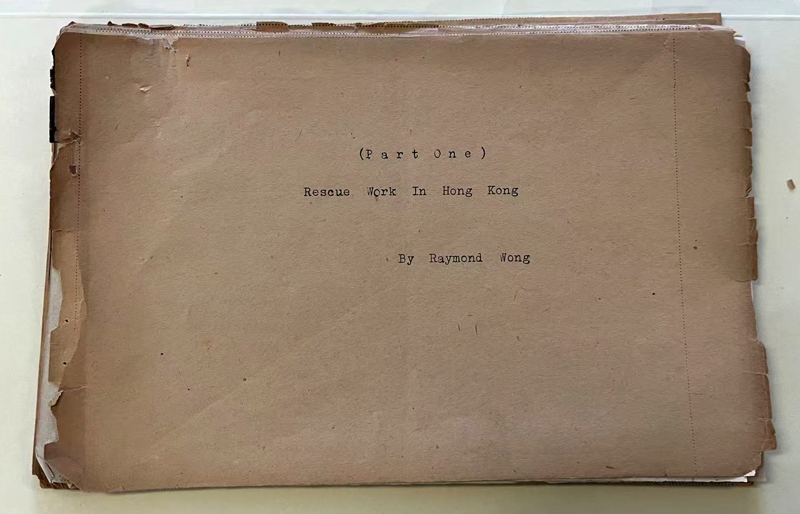 (Part One)
Rescue Work In Hong Kong
By Raymond Wong